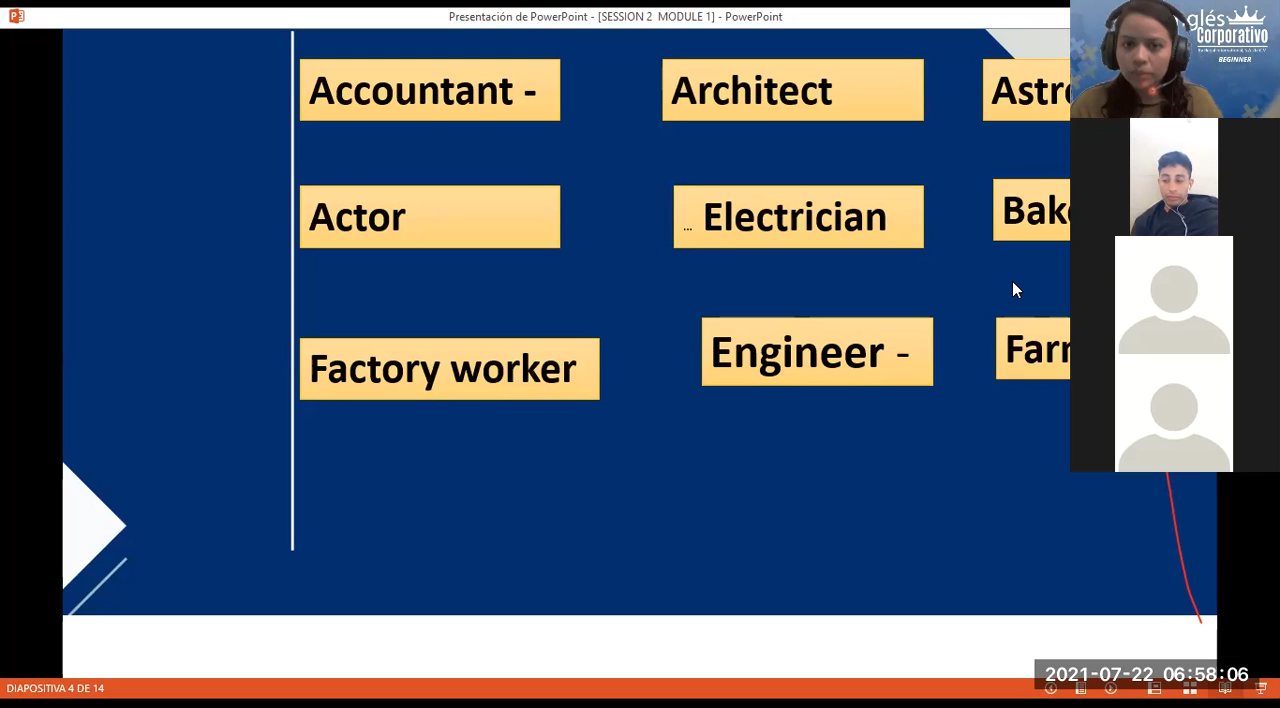 Presentación de PowerPoint - [SESSION 2  MODULE 1] - PowerPoint
glés
Corporativo
BEGINNER
Accountant -
Architect
Actor
... Electrician
Factory worker
Engineer -
2021-07-22 06:58:06
DIAPOSITIVA 4 DE 14